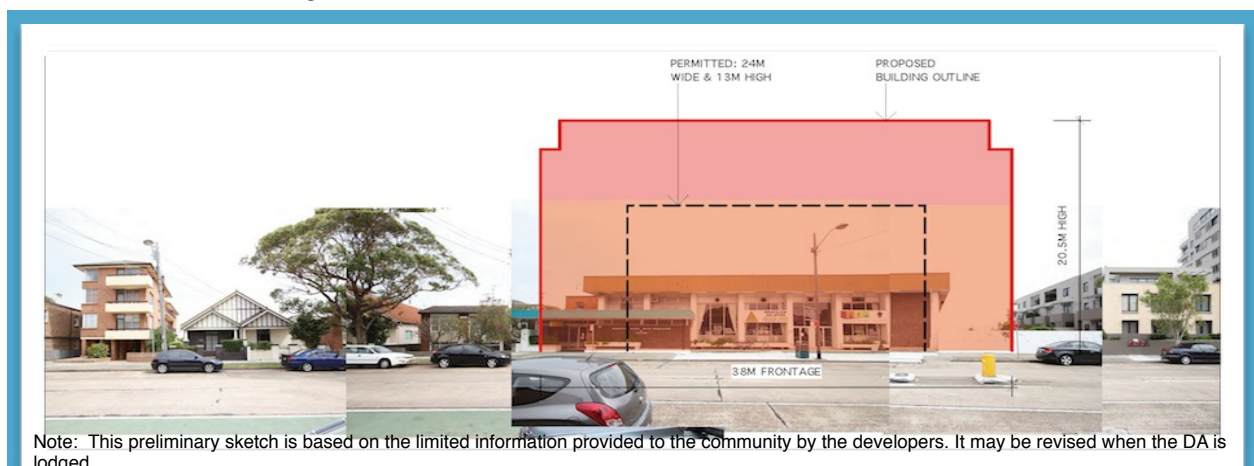 PERMITTED: 24M
WIDE & 13M HIGH
PROPOSED
BUILDING OUTLINE
20.5M HIGH
38M FRONTAGE
Note: This preliminary sketch is based on the limited information provided to the community by the developers. It may be revised when the DA is
lodged